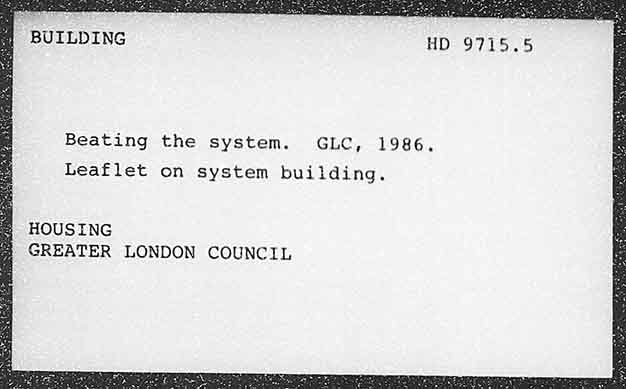 BUILDING
HD 9715.5
Beating the system. GLC, 1986.
Leaflet on system building.
HOUSING
GREATER LONDON COUNCIL